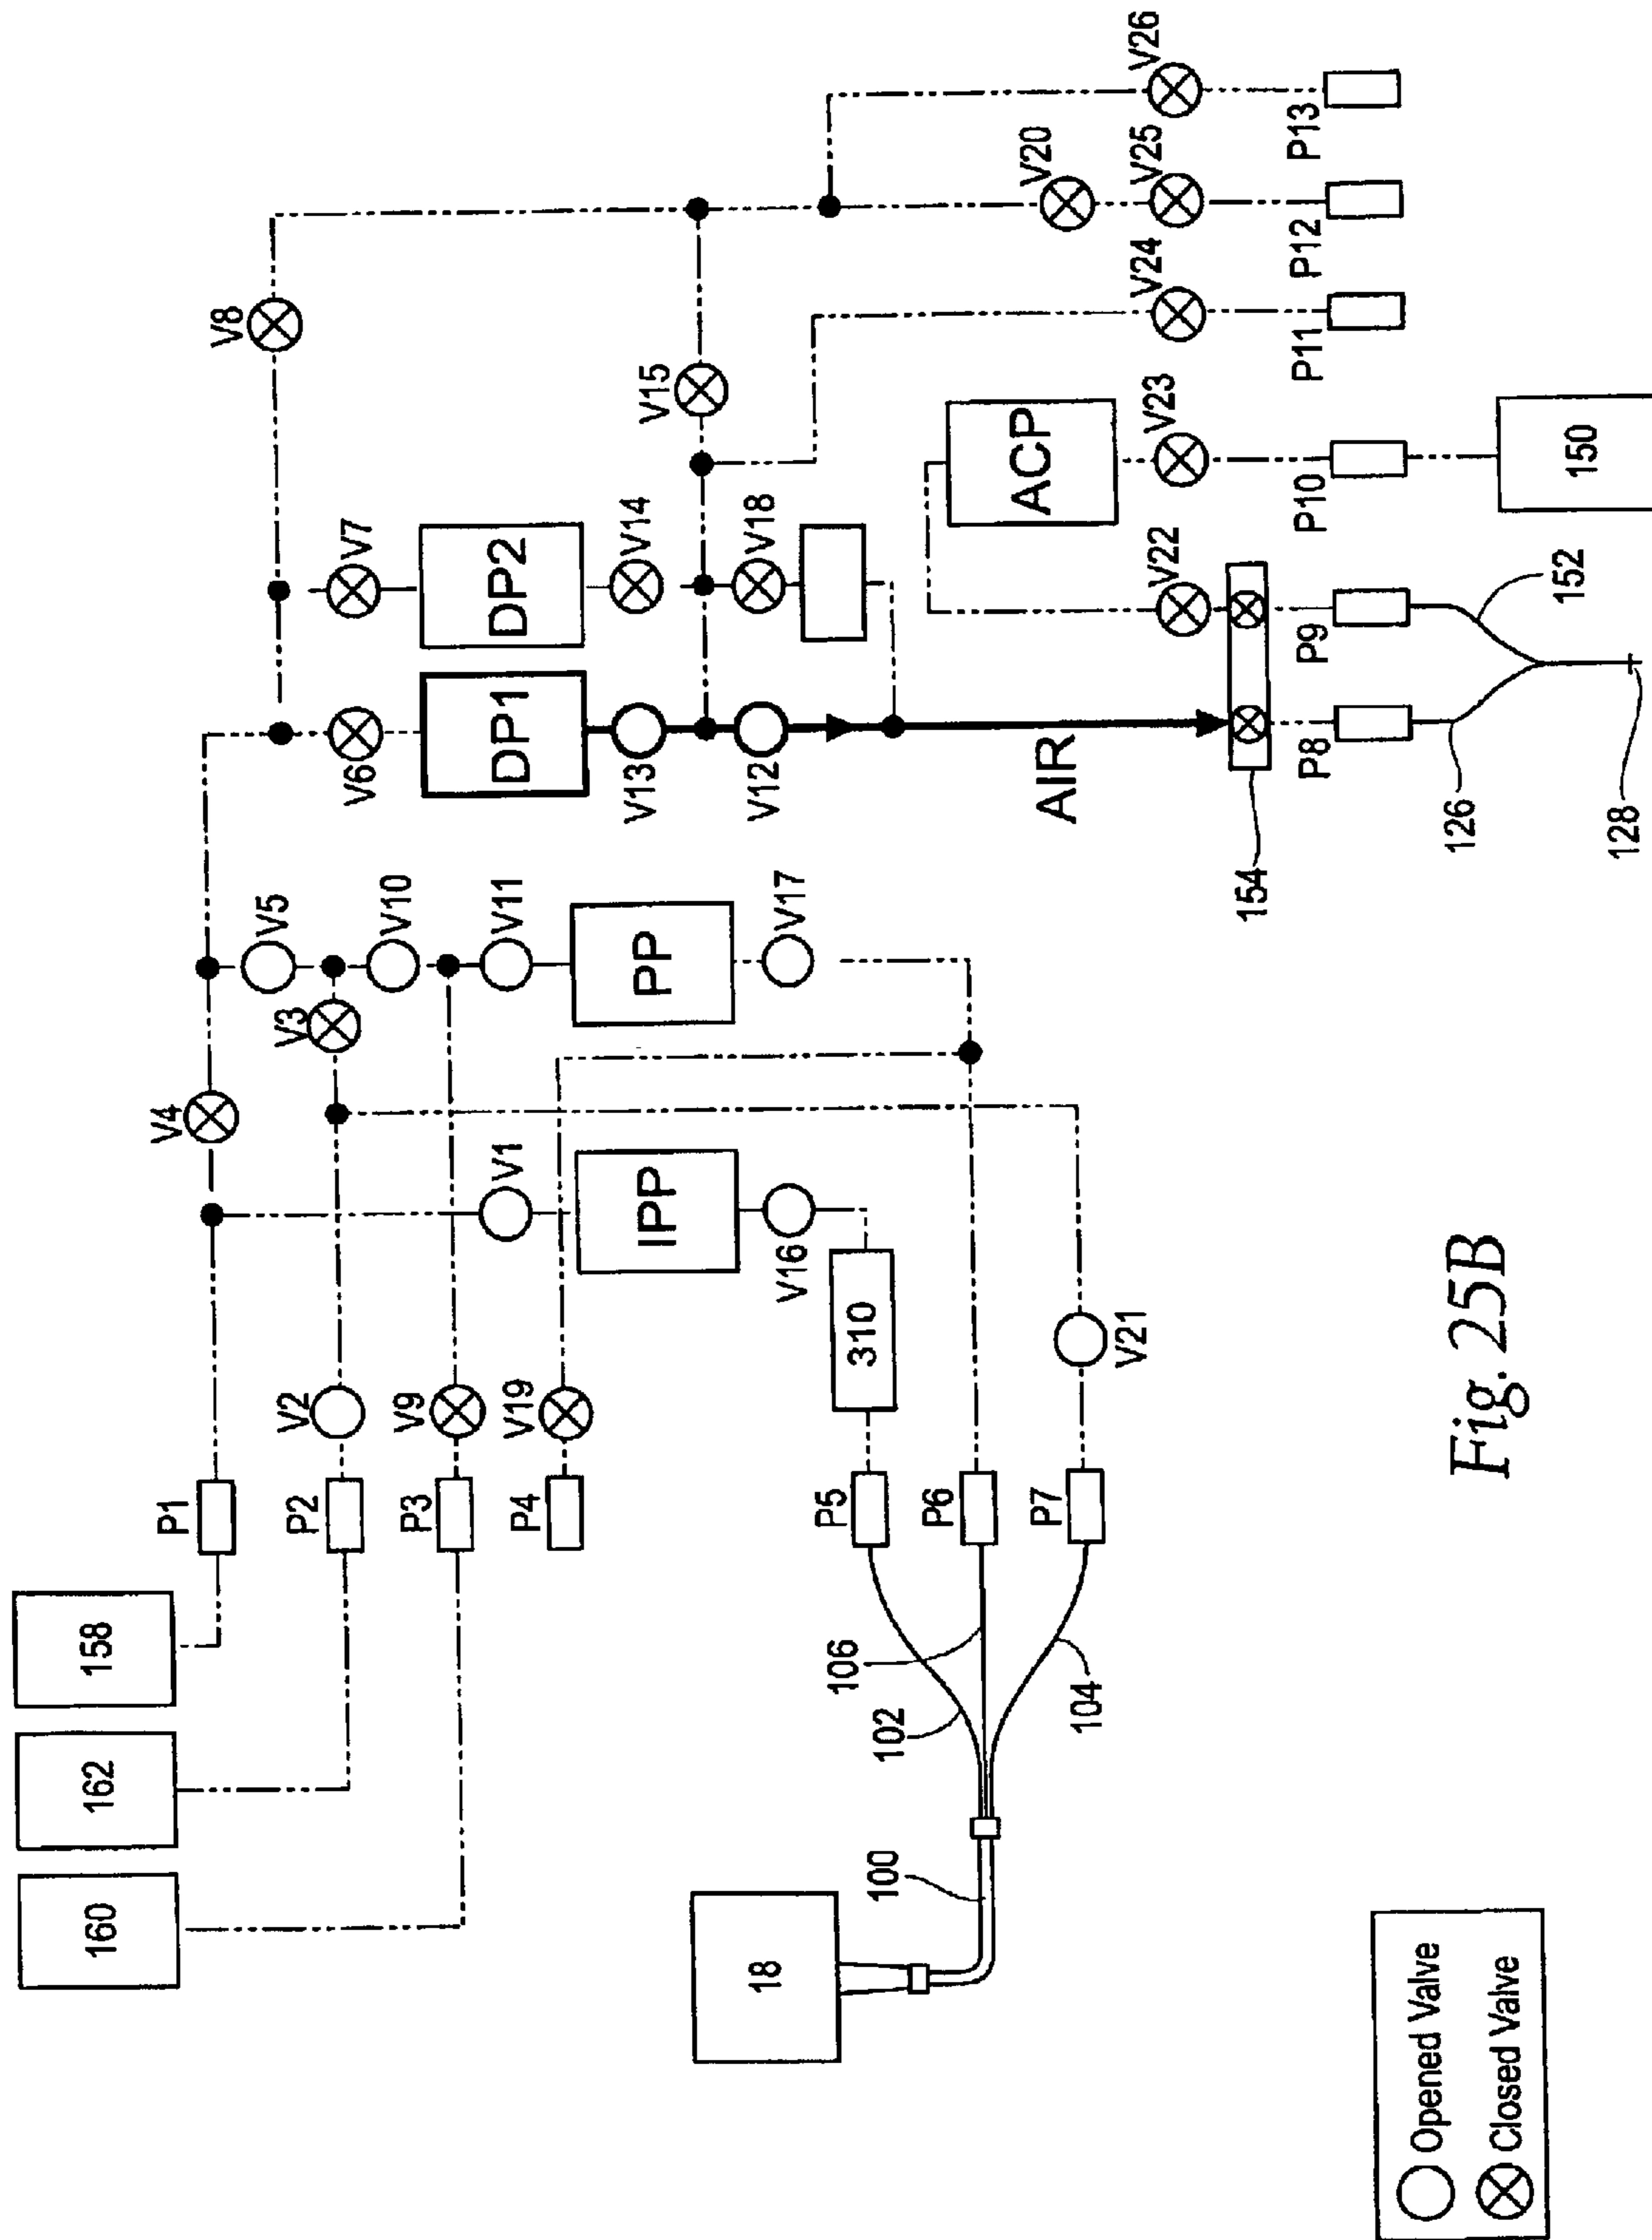 160
162
158
P1
P2
P3
P4
V2
V9
V19
V4
V1
IPP
V16
310
V3
V5
V10
V11
PP
V17
V21
P5
P6
P7
102
106
104
100
18
V8
V6
V7
DP1
DP2
V13
V14
V12
V18
V15
AIR
ACP
V22
V23
V24
V20
V25
V26
154
P8
P9
P10
P11
P12
P13
126
152
128
150
Opened Valve
Closed Valve
Fig. 25B